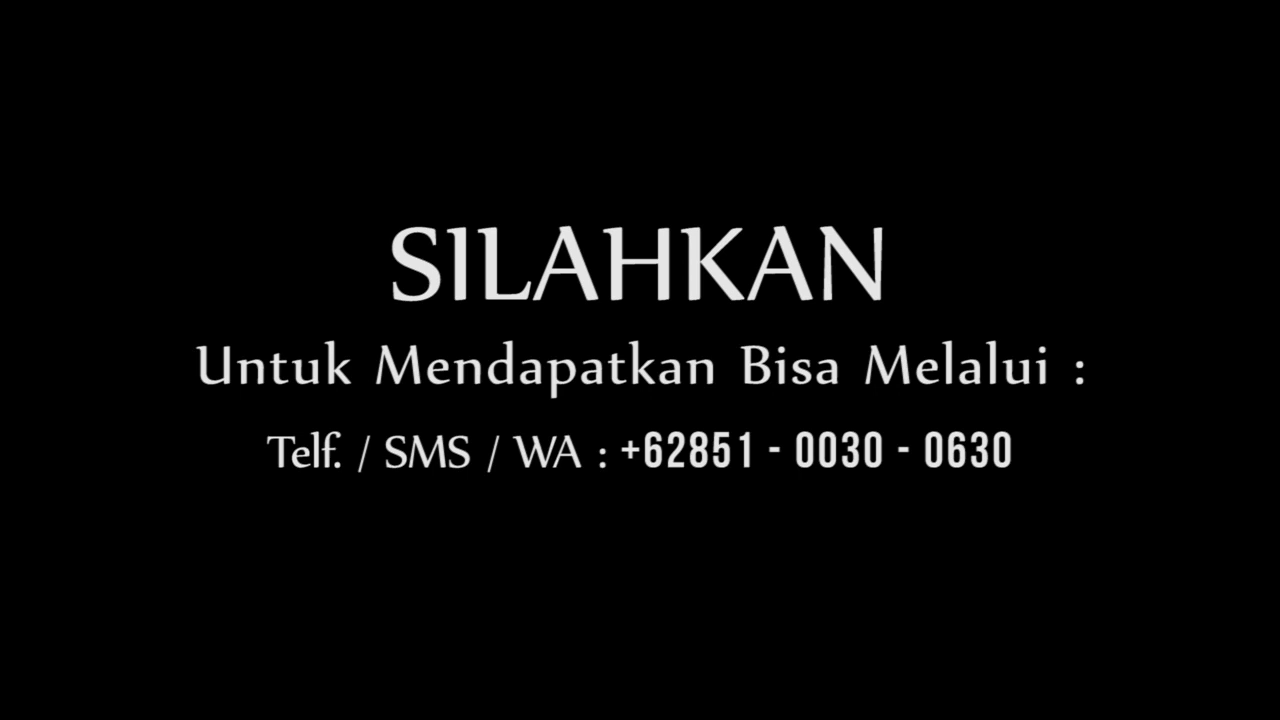 SILAHKAN
Untuk Mendapatkan Bisa Melalui :
Telf. / SMS / WA : +62851 - 0030 - 0630